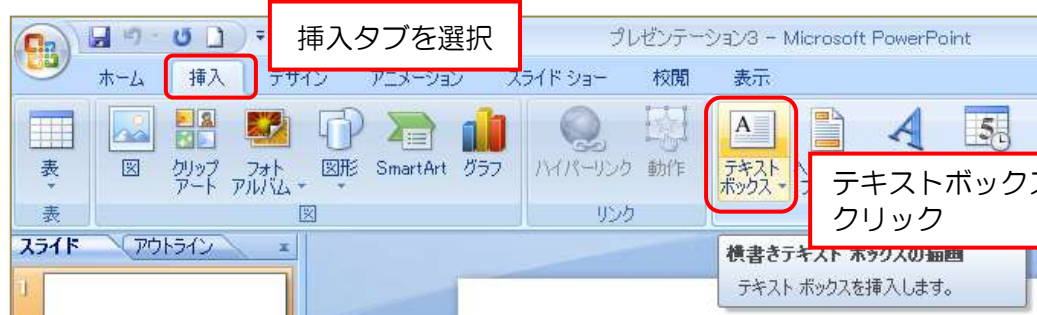 挿入タブを選択
プレゼンテーション3 - Microsoft PowerPoint
ホーム 挿入 デザイン アニメーション スライド ショー 校閲 表示
表 図 クリップ アート フォト アルバム 図形 SmartArt グラフ ハイパーリンク 動作 テキスト ボックス
テキストボックス
クリック
表 図 リンク
スライド アウトライン
横書きテキスト ボックスの描画
テキスト ボックスを挿入します。
1